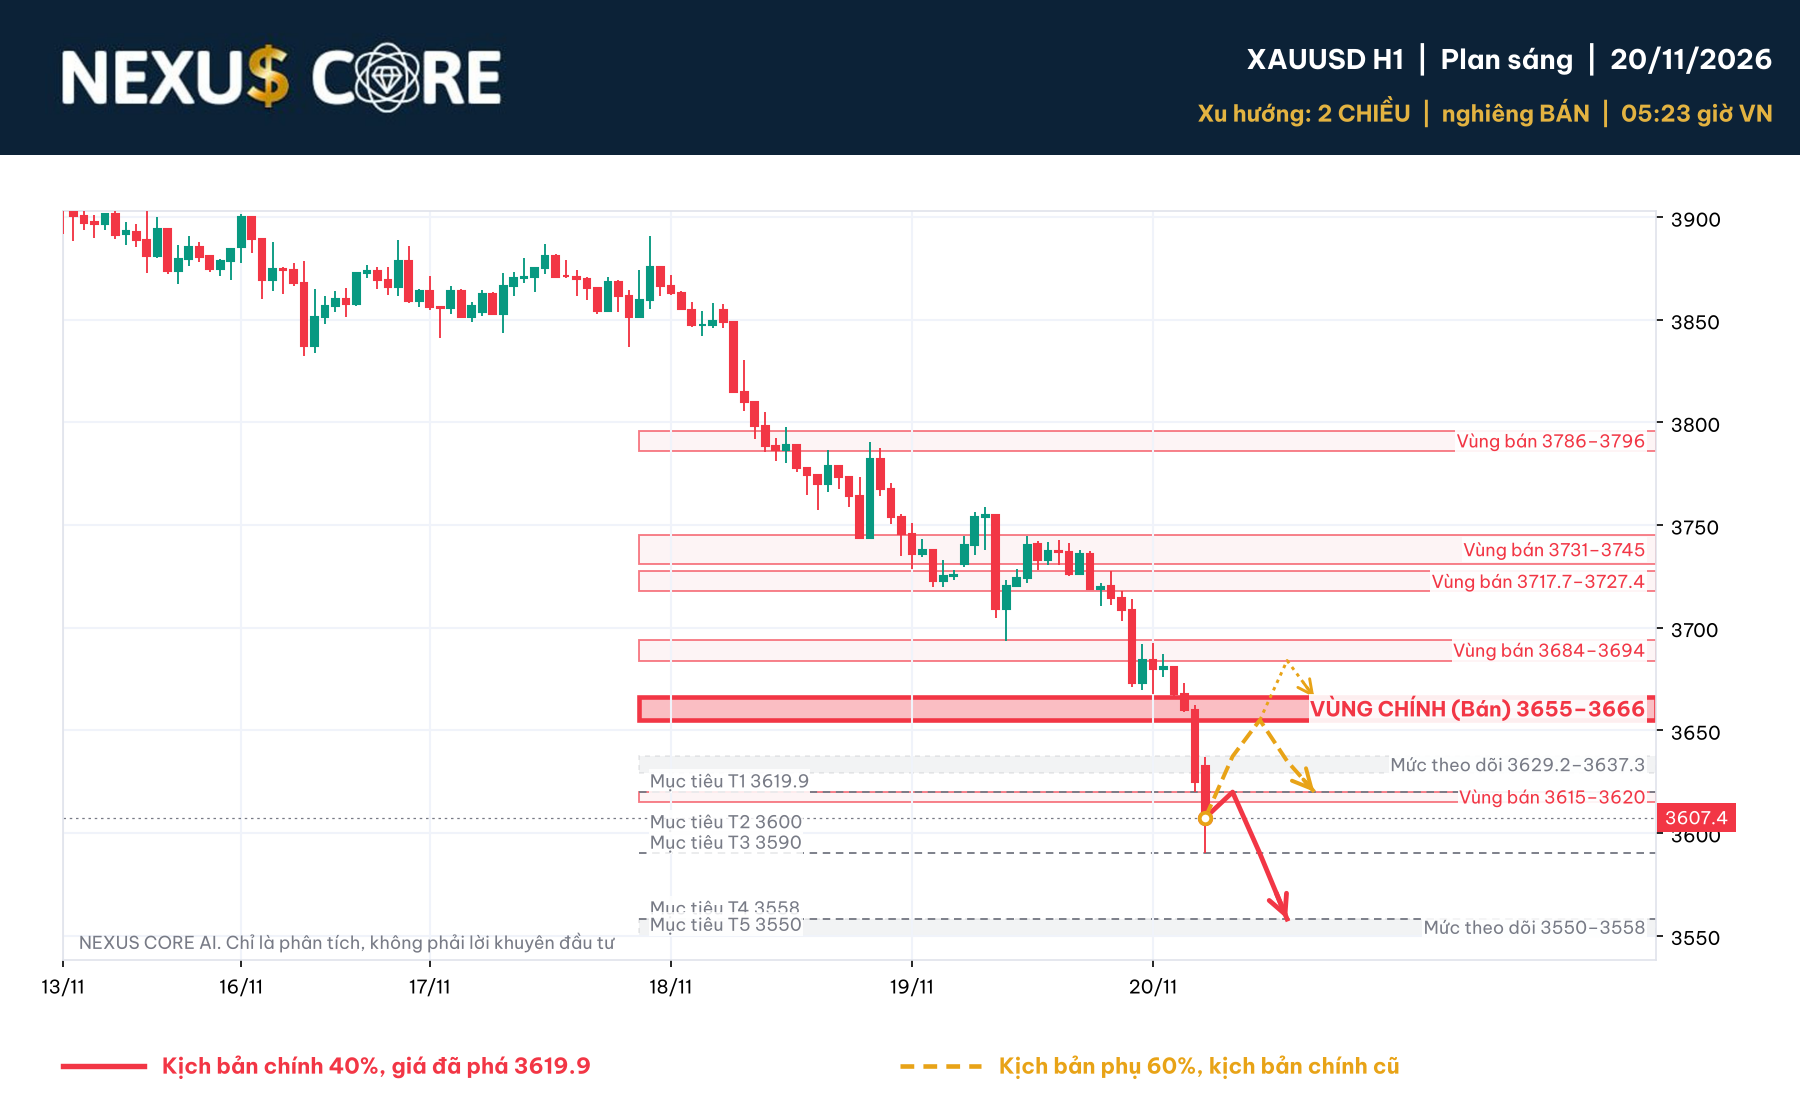 NEXU$ CORE
XAUUSD H1 | Plan sáng | 20/11/2026
Xu hướng: 2 CHIỀU | nghiêng BÁN | 05:23 giờ VN
3900
3850
3800
Vùng bán 3786–3796
3750
Vùng bán 3731–3745
Vùng bán 3717.7–3727.4
3700
Vùng bán 3684–3694
VÙNG CHÍNH (Bán) 3655–3666
3650
Mức theo dõi 3629.2–3637.3
Mục tiêu T1 3619.9
Vùng bán 3615–3620
3607.4
Mục tiêu T2 3600
3600
Mục tiêu T3 3590
Mục tiêu T4 3558
Mục tiêu T5 3550
Mức theo dõi 3550–3558
3550
NEXUS CORE AI. Chỉ là phân tích, không phải lời khuyên đầu tư
13/11 16/11 17/11 18/11 19/11 20/11
Kịch bản chính 40%, giá đã phá 3619.9
Kịch bản phụ 60%, kịch bản chính cũ